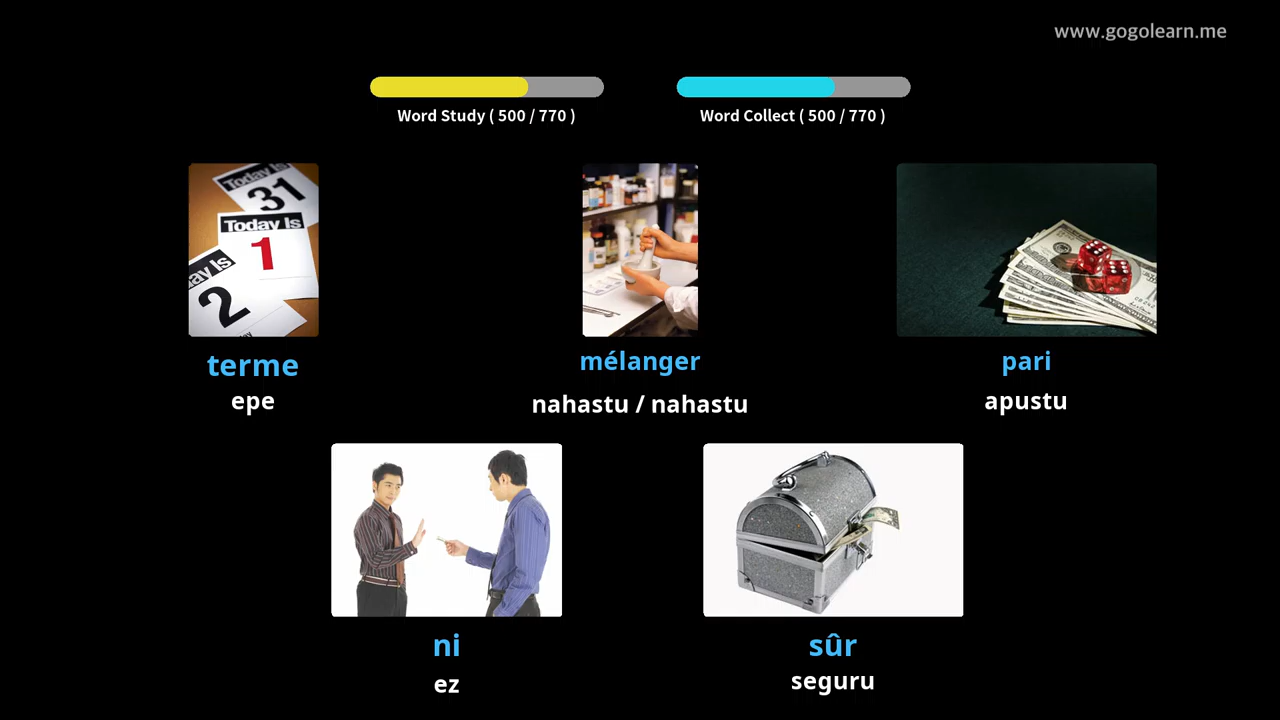 www.gogolearn.me
Word Study ( 500 / 770 )
Word Collect ( 500 / 770 )
Today Is
31
Today Is
1
ay Is
2
terme
epe
mélanger
nahastu / nahastu
pari
apustu
ni
ez
sûr
seguru